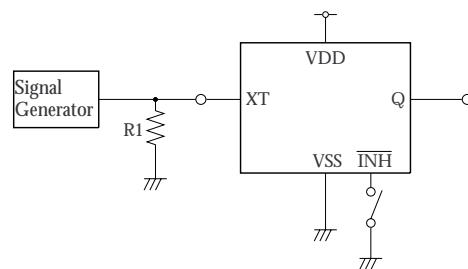 VDD
Signal
Generator
XT
Q
R1
VSS
INH